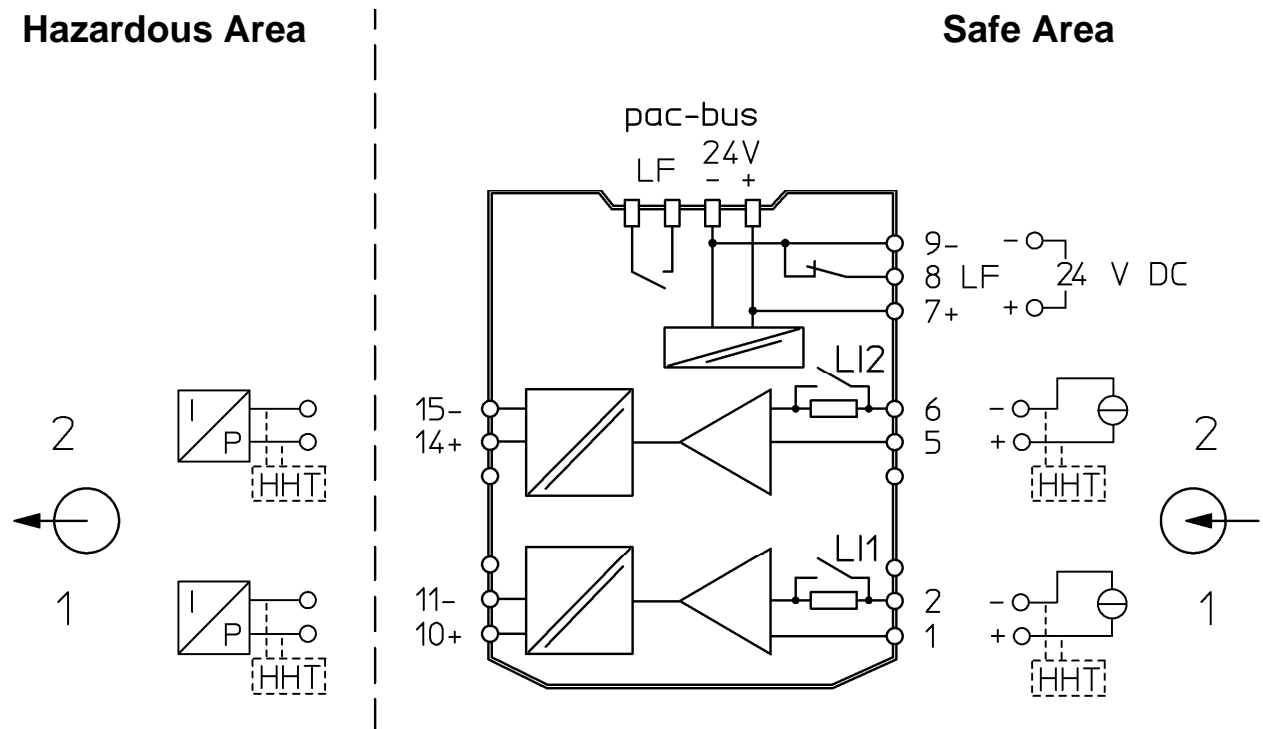 Hazardous Area
Safe Area
pac-bus
LF 24V
- +
9- -
8 LF 24 V DC
7+ +
LI2
I
P
HHT
2
15-
14+
6 -
5 +
HHT
2
LI1
I
P
HHT
1
11-
10+
2 -
1 +
HHT
1